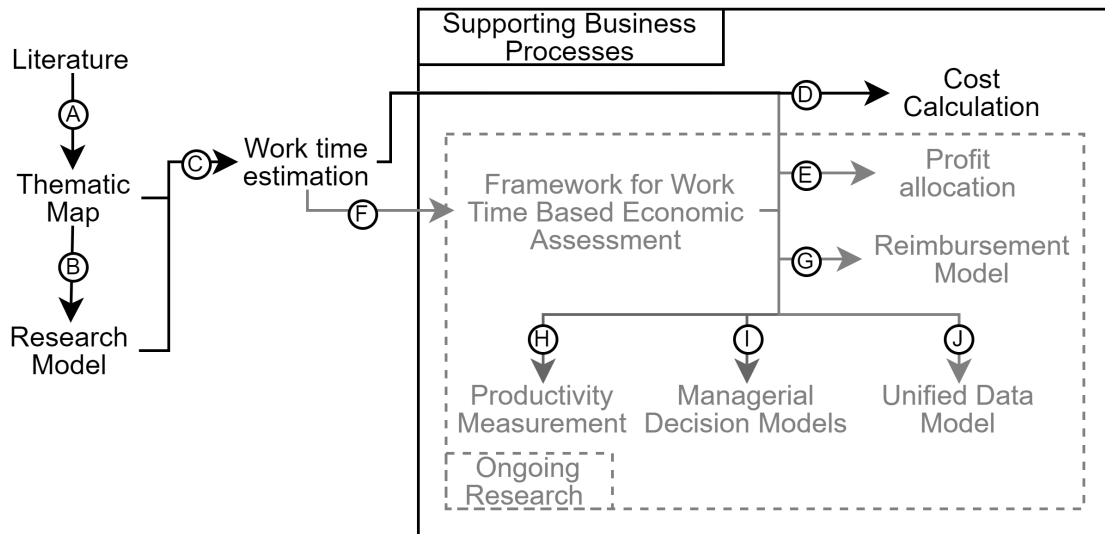 Supporting Business
Processes
Literature
A
Thematic
Map
B
Research
Model
C
Work time
estimation
D
Cost
Calculation
F
Framework for Work
Time Based Economic
Assessment
E
Profit
allocation
G
Reimbursement
Model
H
Productivity
Measurement
I
Managerial
Decision Models
J
Unified Data
Model
Ongoing
Research